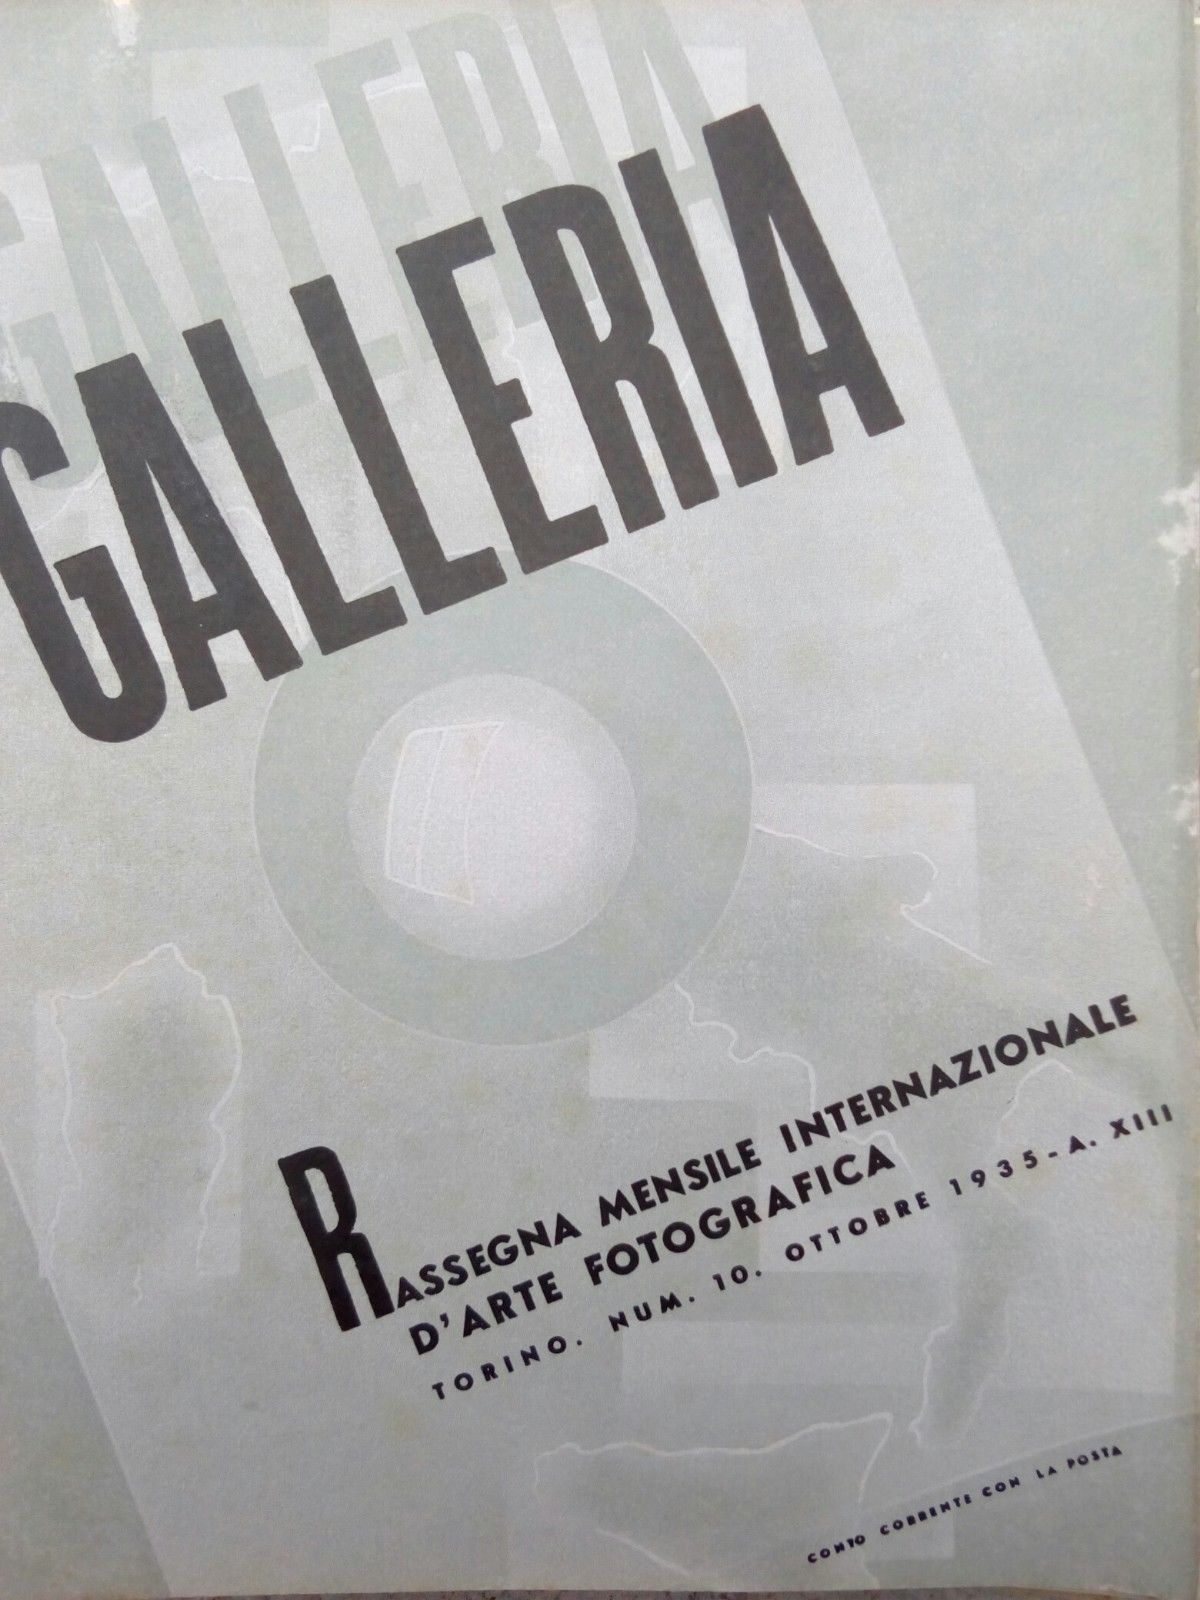 GALLERIA
GALLERIA
RASSEGNA MENSILE INTERNAZIONALE
D'ARTE FOTOGRAFICA
TORINO. NUM. 10. OTTOBRE 1935 - A. XIII
CONTO CORRENTE CON LA POSTA